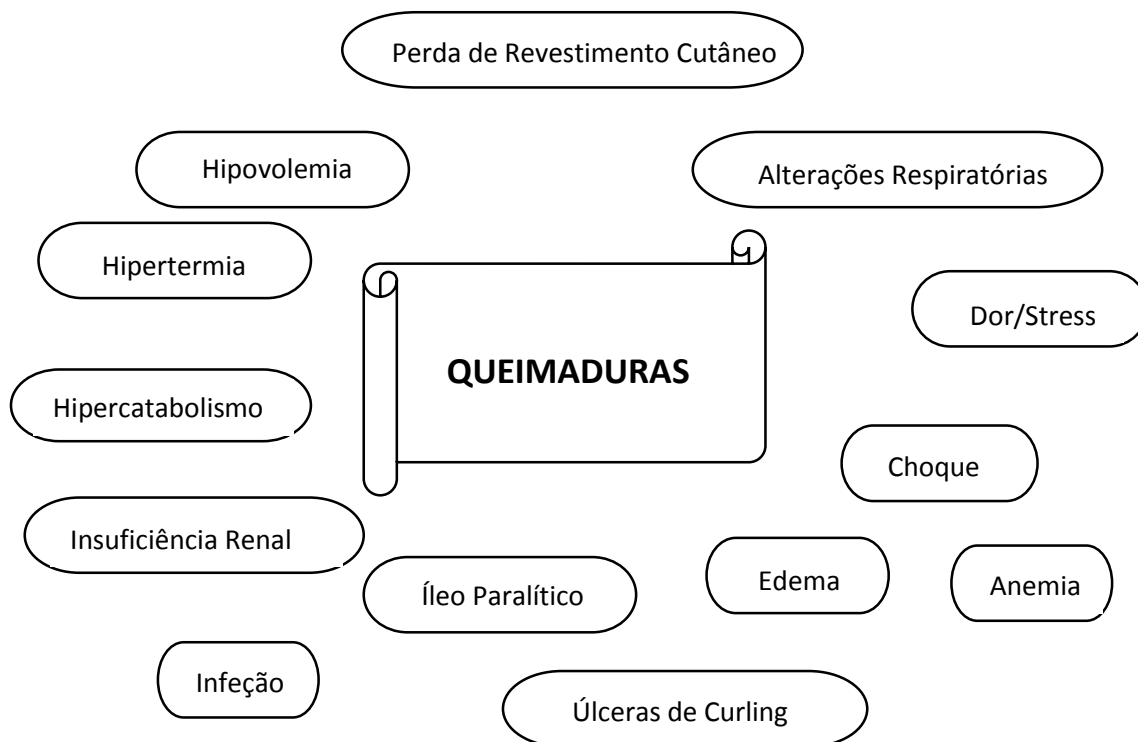 Perda de Revestimento Cutâneo
Hipovolemia
Alterações Respiratórias
Hipertermia
Dor/Stress
QUEIMADURAS
Hipercatabolismo
Choque
Insuficiência Renal
Íleo Paralítico
Edema
Anemia
Infeção
Úlceras de Curling